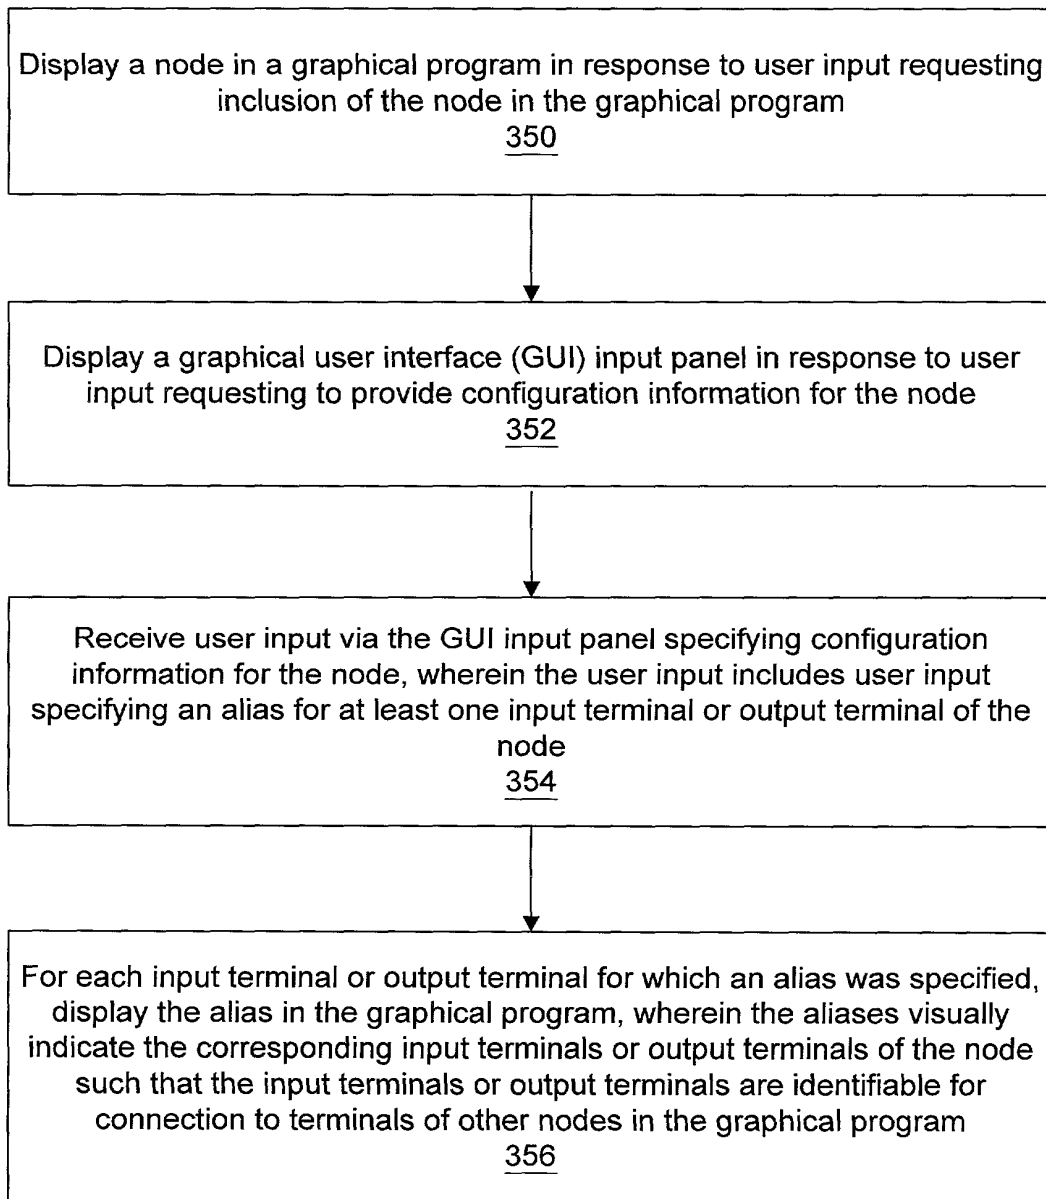 Display a node in a graphical program in response to user input requesting
inclusion of the node in the graphical program
350
Display a graphical user interface (GUI) input panel in response to user
input requesting to provide configuration information for the node
352
Receive user input via the GUI input panel specifying configuration
information for the node, wherein the user input includes user input
specifying an alias for at least one input terminal or output terminal of the
node
354
For each input terminal or output terminal for which an alias was specified,
display the alias in the graphical program, wherein the aliases visually
indicate the corresponding input terminals or output terminals of the node
such that the input terminals or output terminals are identifiable for
connection to terminals of other nodes in the graphical program
356